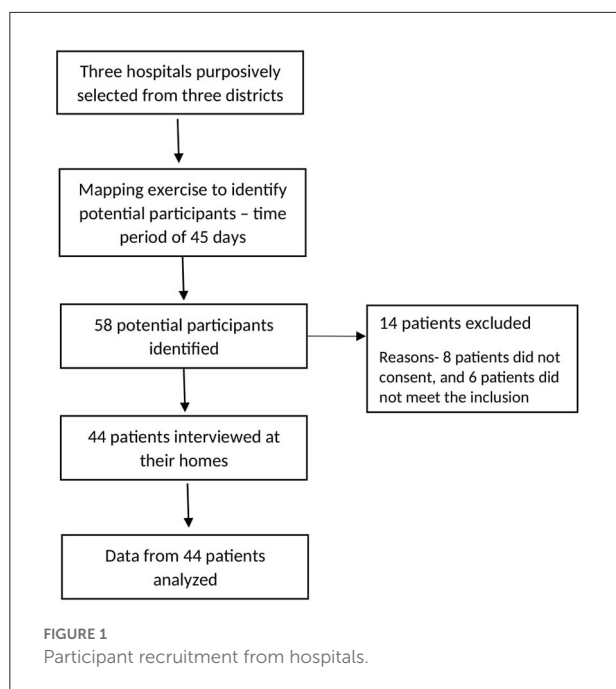 Three hospitals purposively
selected from three districts
Mapping exercise to identify
potential participants – time
period of 45 days
58 potential participants
identified
14 patients excluded
Reasons- 8 patients did not
consent, and 6 patients did
not meet the inclusion
44 patients interviewed at
their homes
Data from 44 patients
analyzed
FIGURE 1
Participant recruitment from hospitals.